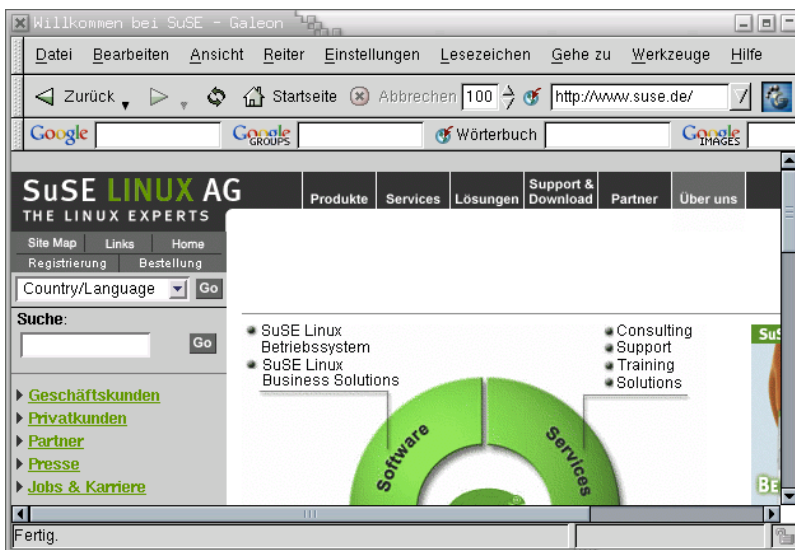 Willkommen bei SuSE - Galeon
Datei Bearbeiten Ansicht Reiter Einstellungen Lesezeichen Gehe zu Werkzeuge Hilfe
Zurück Startseite Abbrechen 100 http://www.suse.de/
Google Google GROUPS Wörterbuch Google IMAGES
SuSE LINUX AG
THE LINUX EXPERTS
Produkte Services Lösungen Support & Download Partner Über uns
Site Map Links Home
Registrierung Bestellung
Country/Language Go
Suche:
Go
SuSE Linux
Betriebssystem
SuSE Linux
Business Solutions
Consulting
Support
Training
Solutions
Software
Services
Geschäftskunden
Privatkunden
Partner
Presse
Jobs & Karriere
Fertig.